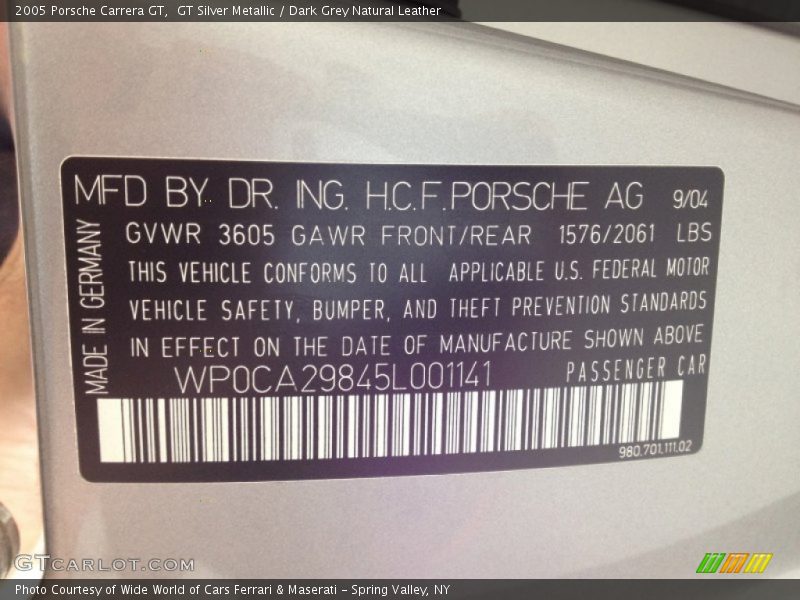 2005 Porsche Carrera GT,  GT Silver Metallic / Dark Grey Natural Leather
MFD BY DR. ING. H.C.F. PORSCHE AG 9/04
GVWR 3605 GAWR FRONT/REAR 1576/2061 LBS
MADE IN GERMANY
THIS VEHICLE CONFORMS TO ALL APPLICABLE U.S. FEDERAL MOTOR
VEHICLE SAFETY, BUMPER, AND THEFT PREVENTION STANDARDS
IN EFFECT ON THE DATE OF MANUFACTURE SHOWN ABOVE
WP0CA29845L001141 PASSENGER CAR
980.701.111.02
GTCARLOT.COM
Photo Courtesy of Wide World of Cars Ferrari & Maserati – Spring Valley, NY